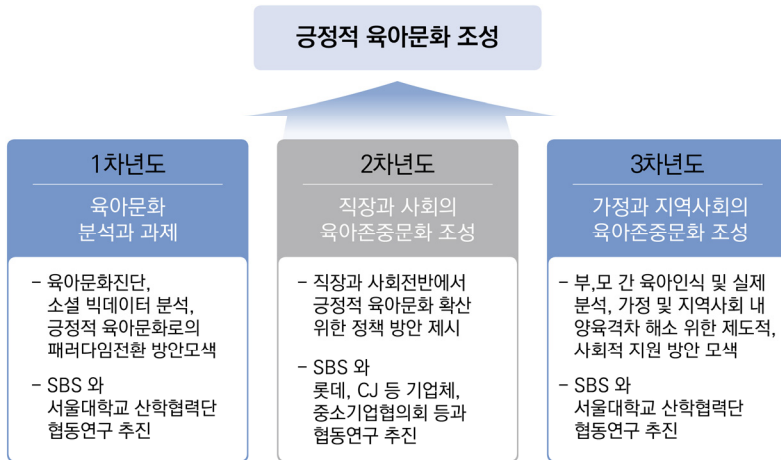 긍정적 육아문화 조성
1차년도
육아문화
분석과 과제
– 육아문화진단,
소셜 빅데이터 분석,
긍정적 육아문화로의
패러다임전환 방안모색
– SBS 와
서울대학교 산학협력단
협동연구 추진
2차년도
직장과 사회의
육아존중문화 조성
– 직장과 사회전반에서
긍정적 육아문화 확산
위한 정책 방안 제시
– SBS 와
롯데, CJ 등 기업체,
중소기업협의회 등과
협동연구 추진
3차년도
가정과 지역사회의
육아존중문화 조성
– 부,모 간 육아인식 및 실제
분석, 가정 및 지역사회 내
양육격차 해소 위한 제도적,
사회적 지원 방안 모색
– SBS 와
서울대학교 산학협력단
협동연구 추진